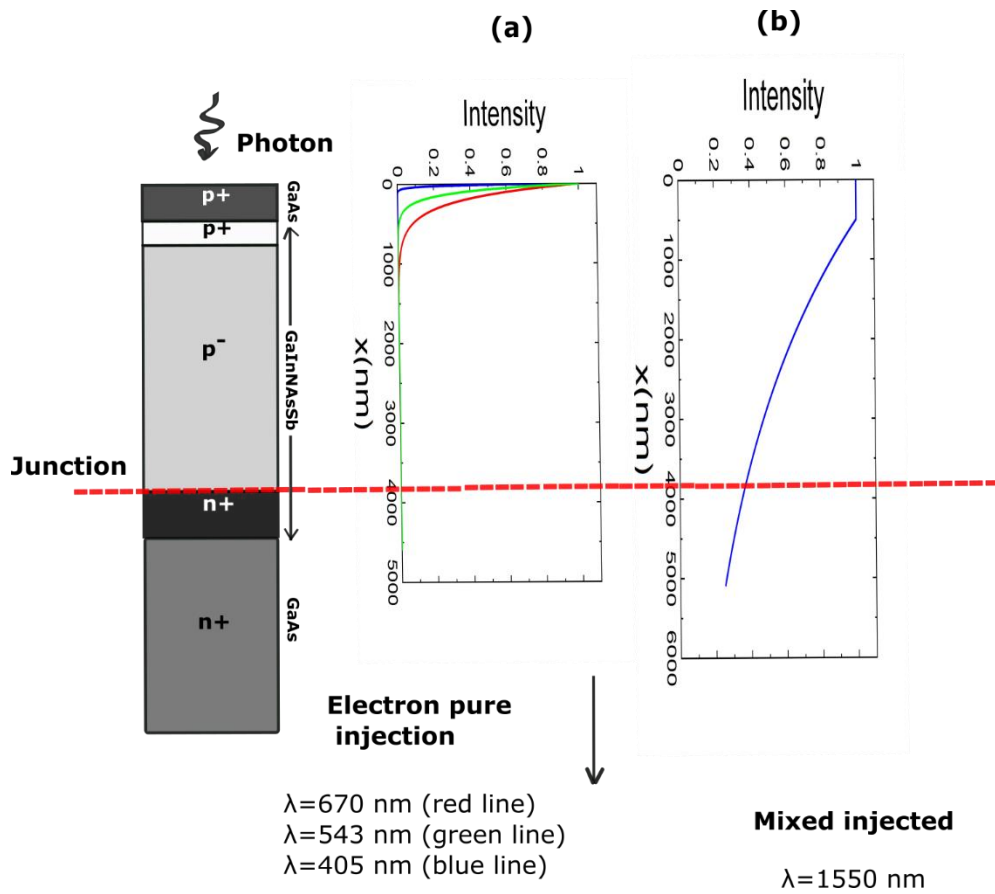 (a)
(b)
Photon
p+
GaAs
p+
GaInNAsSb
p-
Junction
n+
n+
GaAs
Intensity
0
0.2
0.4
0.6
0.8
1
0
1000
2000
3000
4000
5000
x(nm)
Intensity
0
0.2
0.4
0.6
0.8
1
0
1000
2000
3000
4000
5000
6000
x(nm)
Electron pure
injection
λ=670 nm (red line)
λ=543 nm (green line)
λ=405 nm (blue line)
Mixed injected
λ=1550 nm